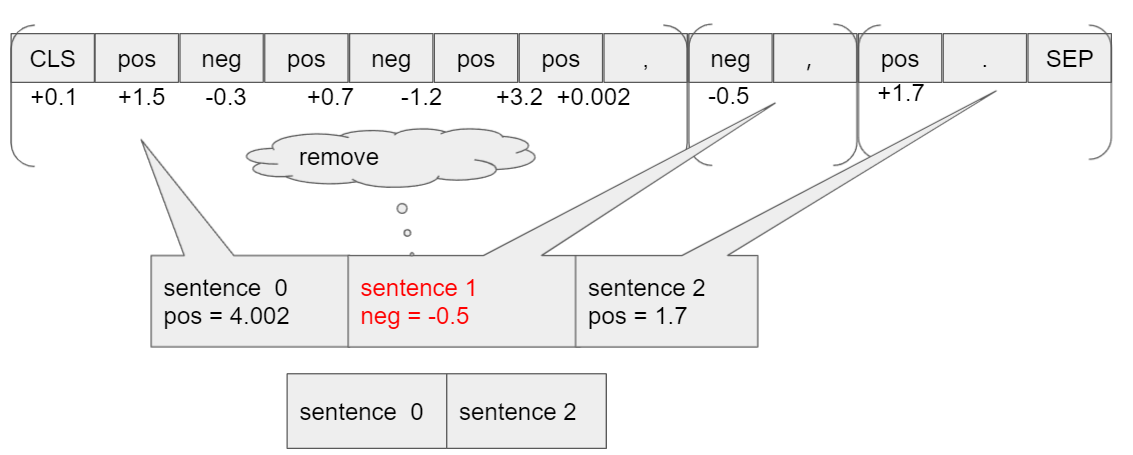 CLS pos neg pos neg pos pos , neg , pos . SEP
+0.1 +1.5 -0.3 +0.7 -1.2 +3.2 +0.002 -0.5 +1.7
remove
sentence 0
pos = 4.002
sentence 1
neg = -0.5
sentence 2
pos = 1.7
sentence 0
sentence 2